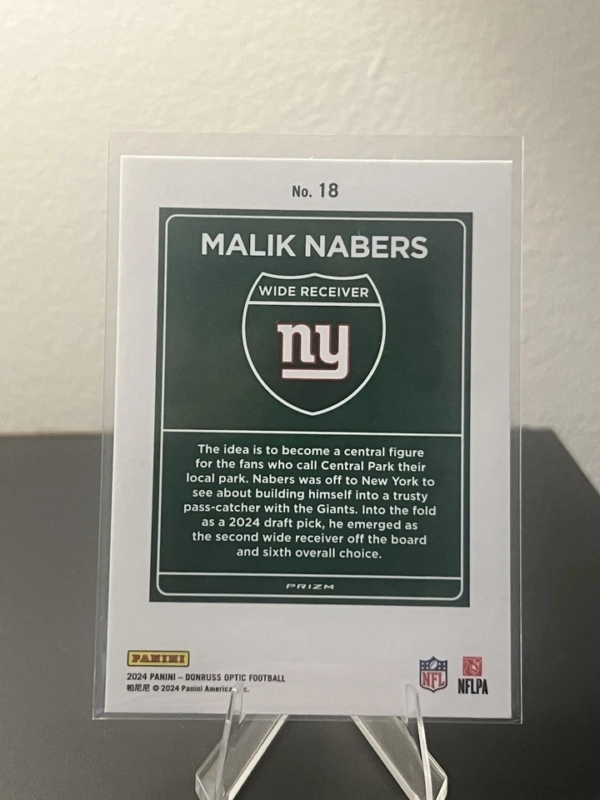 No. 18
MALIK NABERS
WIDE RECEIVER
ny
The idea is to become a central figure
for the fans who call Central Park their
local park. Nabers was off to New York to
see about building himself into a trusty
pass-catcher with the Giants. Into the fold
as a 2024 draft pick, he emerged as
the second wide receiver off the board
and sixth overall choice.
PRIZM
PANINI
2024 PANINI – DONRUSS OPTIC FOOTBALL
帕尼尼 © 2024 Panini America, Inc.
NFL
NFLPA